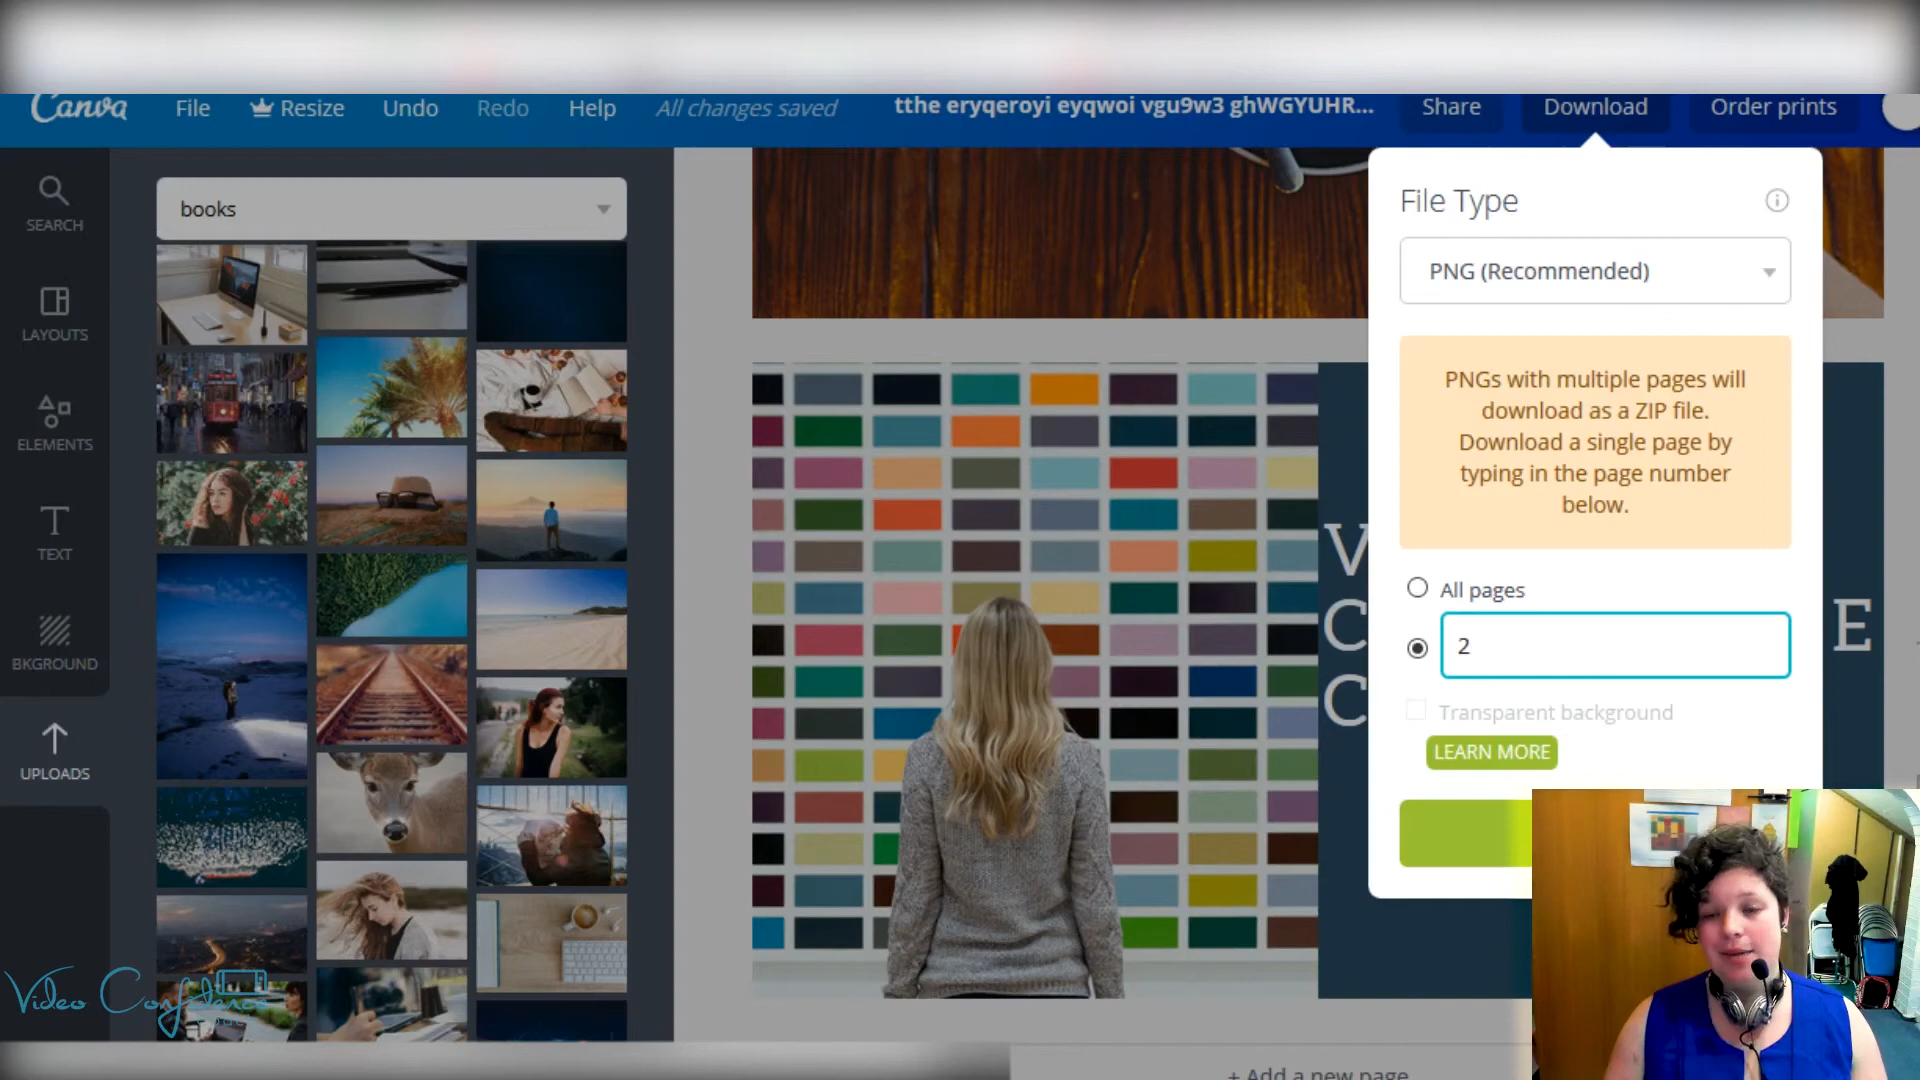 Canva
File
Resize
Undo
Redo
Help
All changes saved
tthe eryqeroyi eyqwoi vgu9w3 ghWGYUHR...
Share
Download
Order prints
SEARCH
LAYOUTS
ELEMENTS
TEXT
BKGROUND
UPLOADS
books
File Type
PNG (Recommended)
PNGs with multiple pages will
download as a ZIP file.
Download a single page by
typing in the page number
below.
All pages
2
Transparent background
LEARN MORE
V
C
E
C
Video Confidence
+ Add a new page